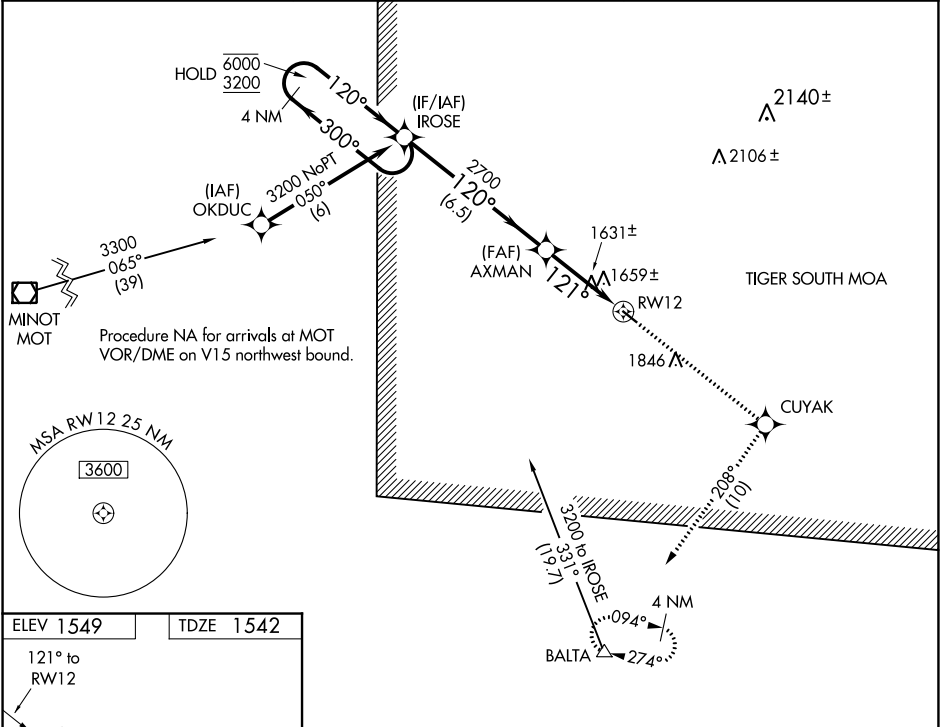 HOLD 6000
3200
4 NM
120°
300°
(IF/IAF)
IROSE
2140±
2106±
(IAF)
OKDUC
3200 NoPT
050°
(6)
2700
120°
(6.5)
3300
065°
(39)
(FAF)
AXMAN
121°
1631±
1659±
RW12
TIGER SOUTH MOA
MINOT
MOT
Procedure NA for arrivals at MOT
VOR/DME on V15 northwest bound.
1846
CUYAK
MSA RW12 25 NM
3600
208°
(10)
3200 to IROSE
331°
(19.7)
4 NM
094°
274°
BALTA
ELEV 1549
TDZE 1542
121° to
RW12